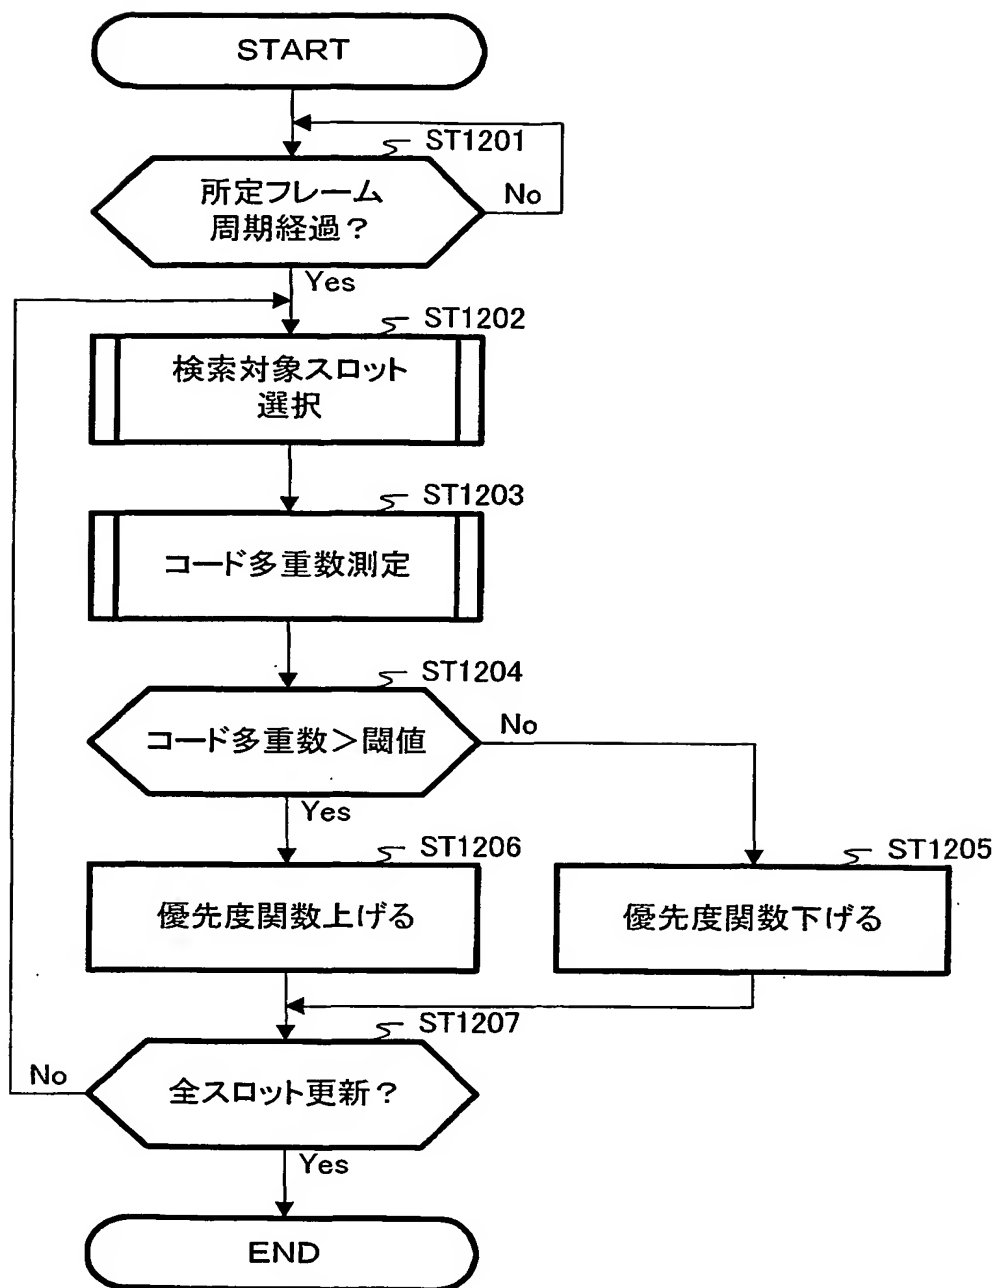 START
ST1201
所定フレーム
周期経過?
No
Yes
ST1202
検索対象スロット
選択
ST1203
コード多重数測定
ST1204
コード多重数>閾値
No
Yes
ST1206
優先度関数上げる
ST1205
優先度関数下げる
ST1207
全スロット更新?
No
Yes
END